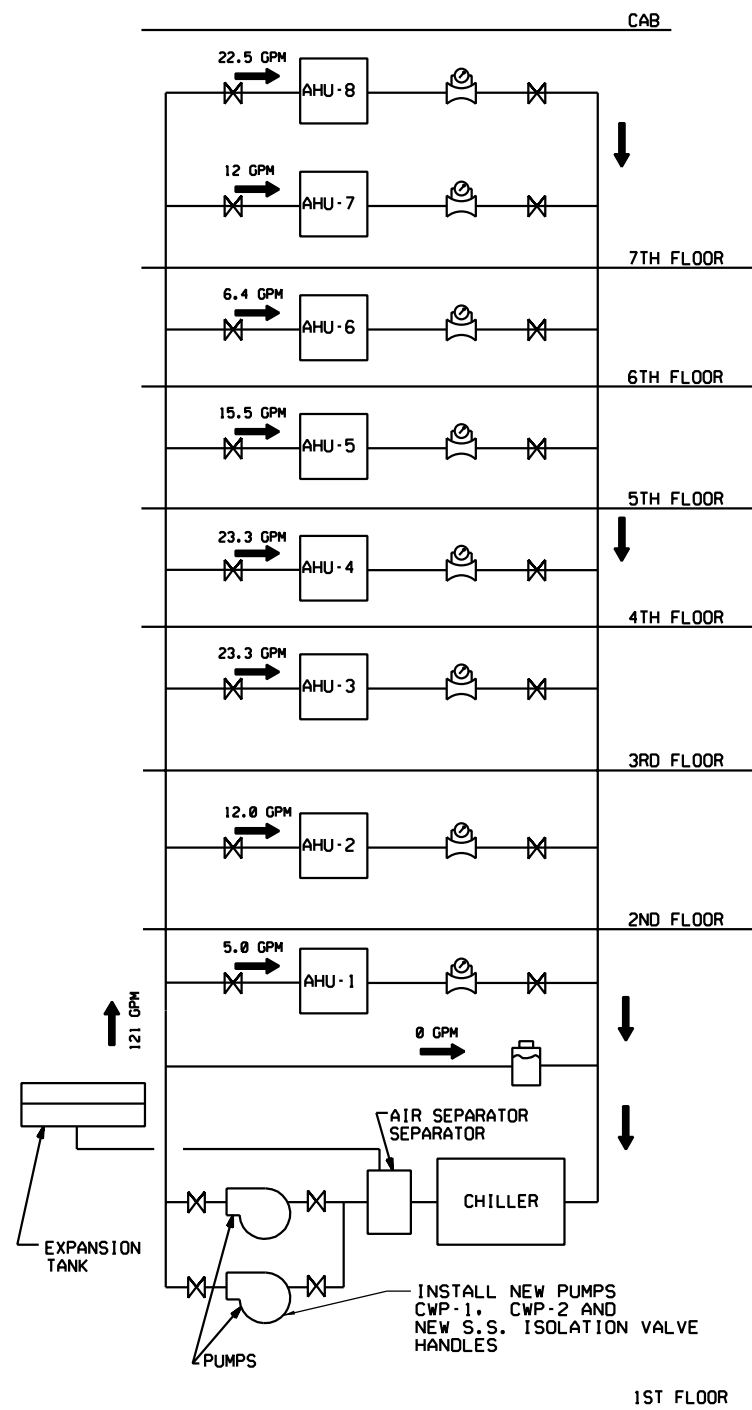 CAB
22.5 GPM
AHU-8
12 GPM
AHU-7
7TH FLOOR
6.4 GPM
AHU-6
6TH FLOOR
15.5 GPM
AHU-5
5TH FLOOR
23.3 GPM
AHU-4
4TH FLOOR
23.3 GPM
AHU-3
3RD FLOOR
12.0 GPM
AHU-2
2ND FLOOR
5.0 GPM
AHU-1
121 GPM
0 GPM
AIR SEPARATOR
SEPARATOR
CHILLER
EXPANSION
TANK
INSTALL NEW PUMPS
CWP-1, CWP-2 AND
NEW S.S. ISOLATION VALVE
HANDLES
PUMPS
1ST FLOOR